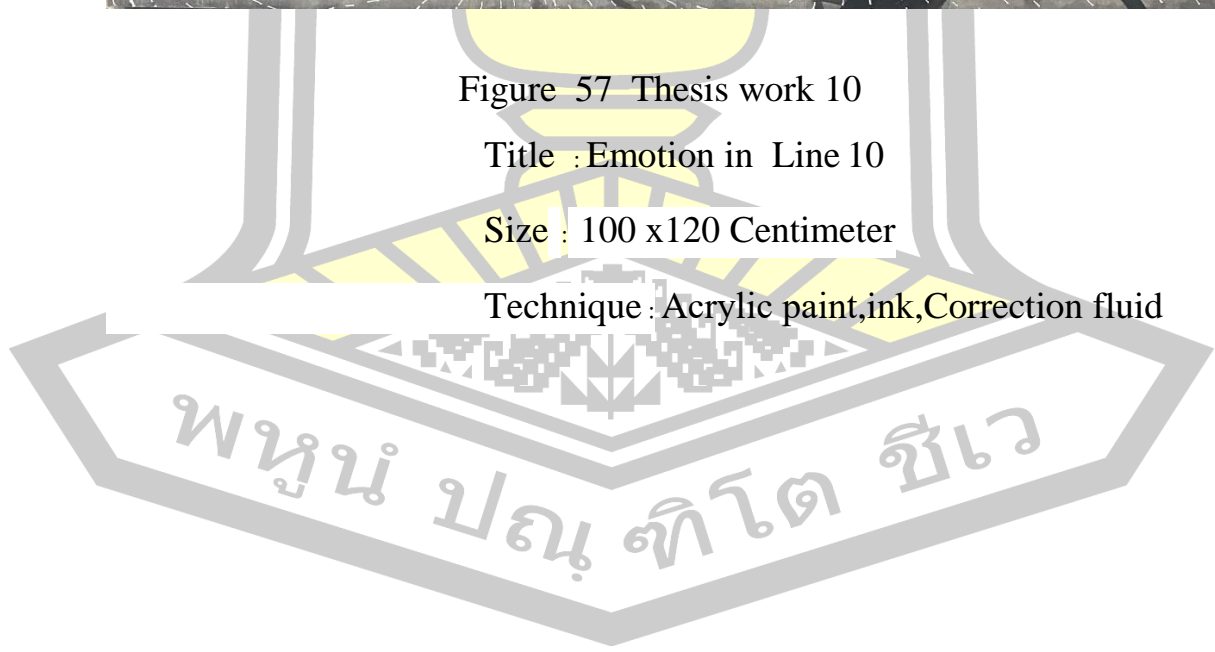 Figure 57 Thesis work 10
Title : Emotion in Line 10
Size : 100 x120 Centimeter
Technique : Acrylic paint,ink,Correction fluid
พหูนํ ปณฺฑิโต ชีเว